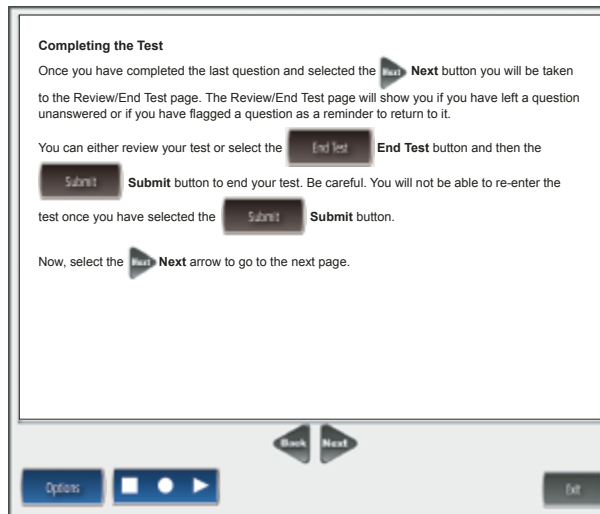 Completing the Test
Once you have completed the last question and selected the Next Next button you will be taken
to the Review/End Test page. The Review/End Test page will show you if you have left a question
unanswered or if you have flagged a question as a reminder to return to it.
You can either review your test or select the End Test End Test button and then the
Submit Submit button to end your test. Be careful. You will not be able to re-enter the
test once you have selected the Submit Submit button.
Now, select the Next Next arrow to go to the next page.
Back Next
Options Exit